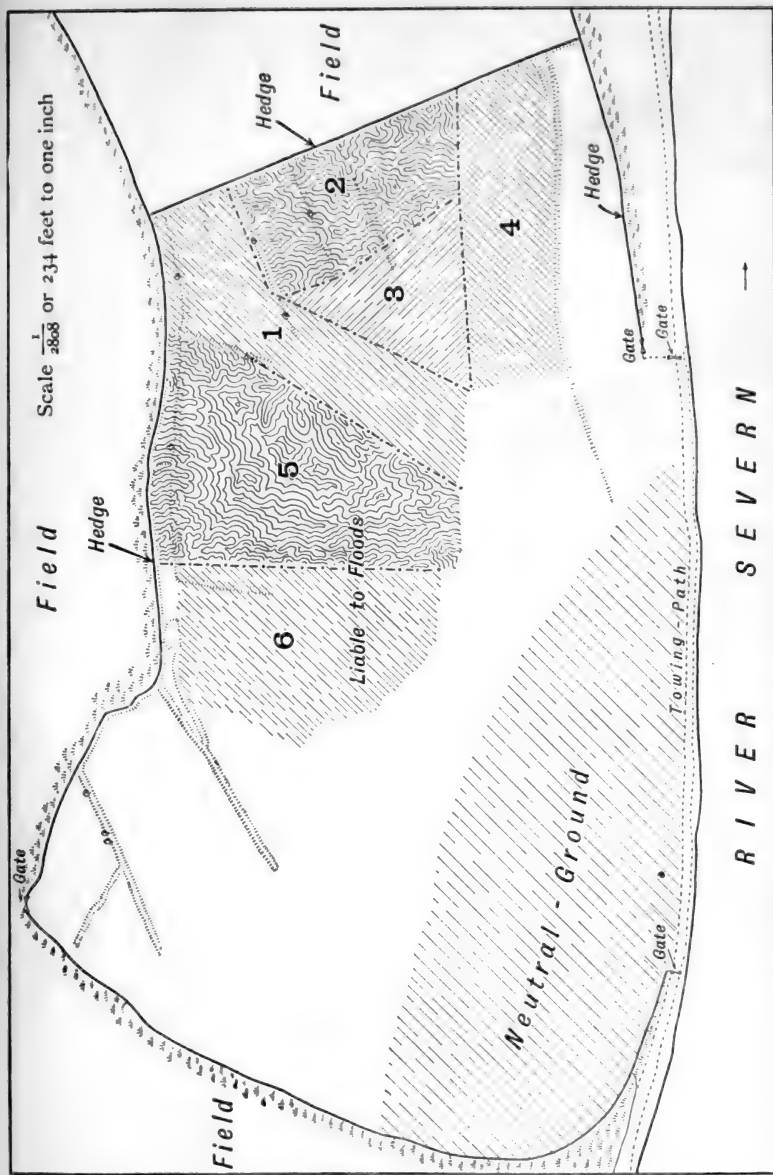 Scale 1/2808 or 234 feet to one inch
Field
Gate
Hedge
Field
Hedge
Field
1
2
5
6
Liable to Floods
3
4
Hedge
Gate
Gate
Neutral - Ground
Gate
Towing - Path
RIVER SEVERN →